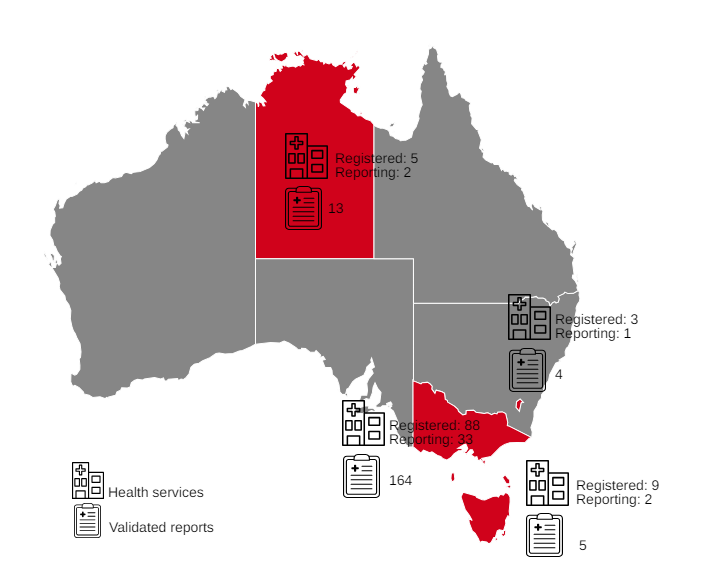 Registered: 5
Reporting: 2
13
Registered: 3
Reporting: 1
4
Registered: 88
Reporting: 33
164
Registered: 9
Reporting: 2
5
Health services
Validated reports